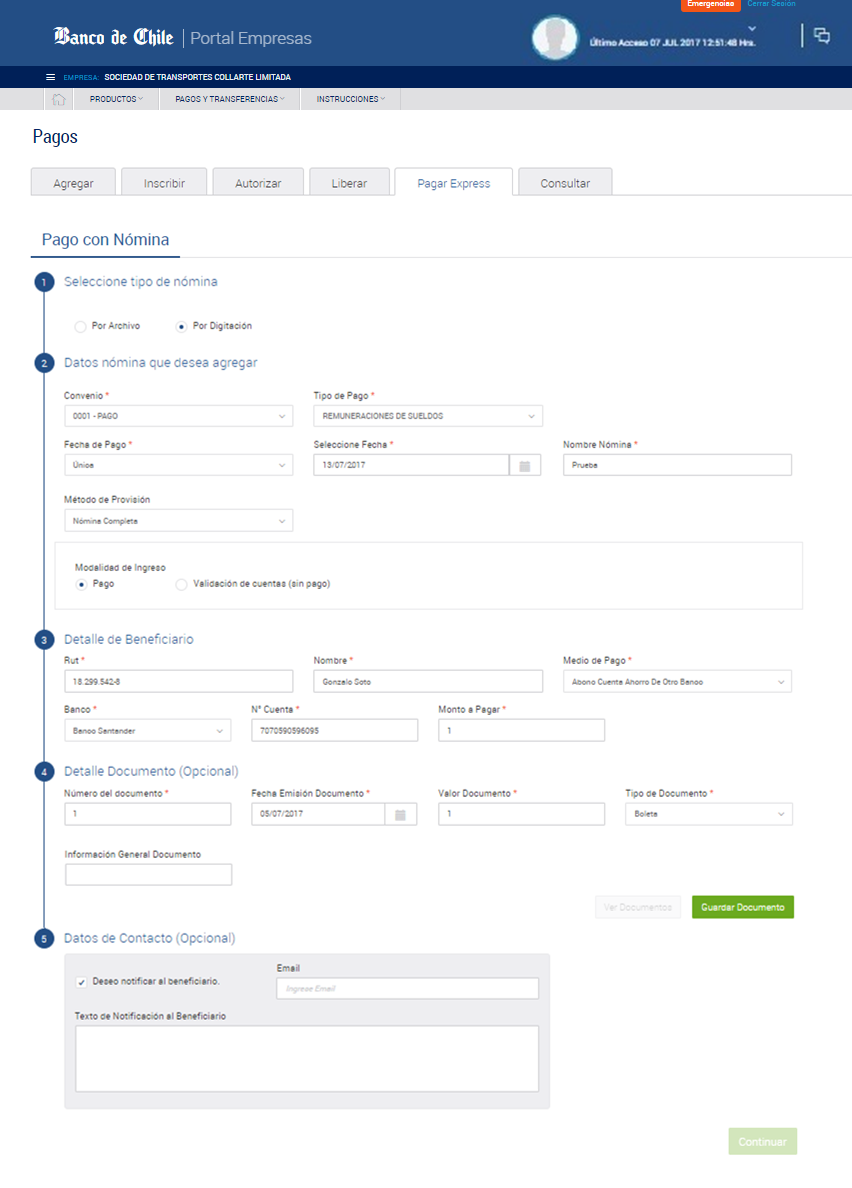 Emergencias Cerrar Sesión
Banco de Chile | Portal Empresas
Último Acceso 07 JUL 2017 12:51:48 Hrs.
EMPRESA: SOCIEDAD DE TRANSPORTES COLLARTE LIMITADA
PRODUCTOS PAGOS Y TRANSFERENCIAS INSTRUCCIONES
Pagos
Agregar Inscribir Autorizar Liberar Pagar Express Consultar
Pago con Nómina
1 Seleccione tipo de nómina
Por Archivo Por Digitación
2 Datos nómina que desea agregar
Convenio * Tipo de Pago *
0001 - PAGO REMUNERACIONES DE SUELDOS
Fecha de Pago * Seleccione Fecha * Nombre Nómina *
Única 13/07/2017 Prueba
Método de Provisión
Nómina Completa
Modalidad de Ingreso
Pago Validación de cuentas (sin pago)
3 Detalle de Beneficiario
Rut * Nombre * Medio de Pago *
18.299.542-8 Gonzalo Soto Abono Cuenta Ahorro De Otro Banco
Banco * N° Cuenta * Monto a Pagar *
Banco Santander 7070590596095 1
4 Detalle Documento (Opcional)
Número del documento * Fecha Emisión Documento * Valor Documento * Tipo de Documento *
1 05/07/2017 1 Boleta
Información General Documento
Ver Documentos Guardar Documento
5 Datos de Contacto (Opcional)
Email
Deseo notificar al beneficiario.
Ingrese Email
Texto de Notificación al Beneficiario
Continuar